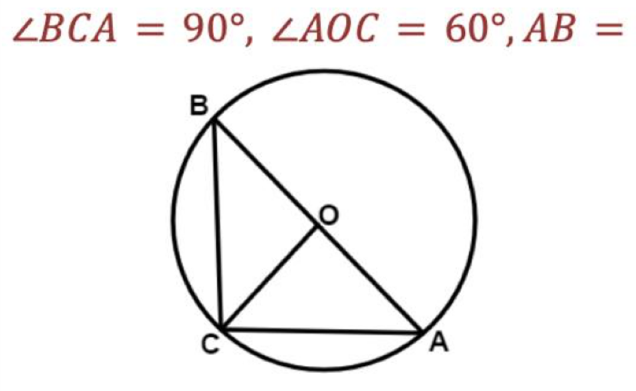 ∠BCA = 90°, ∠AOC = 60°, AB =
B
O
C
A